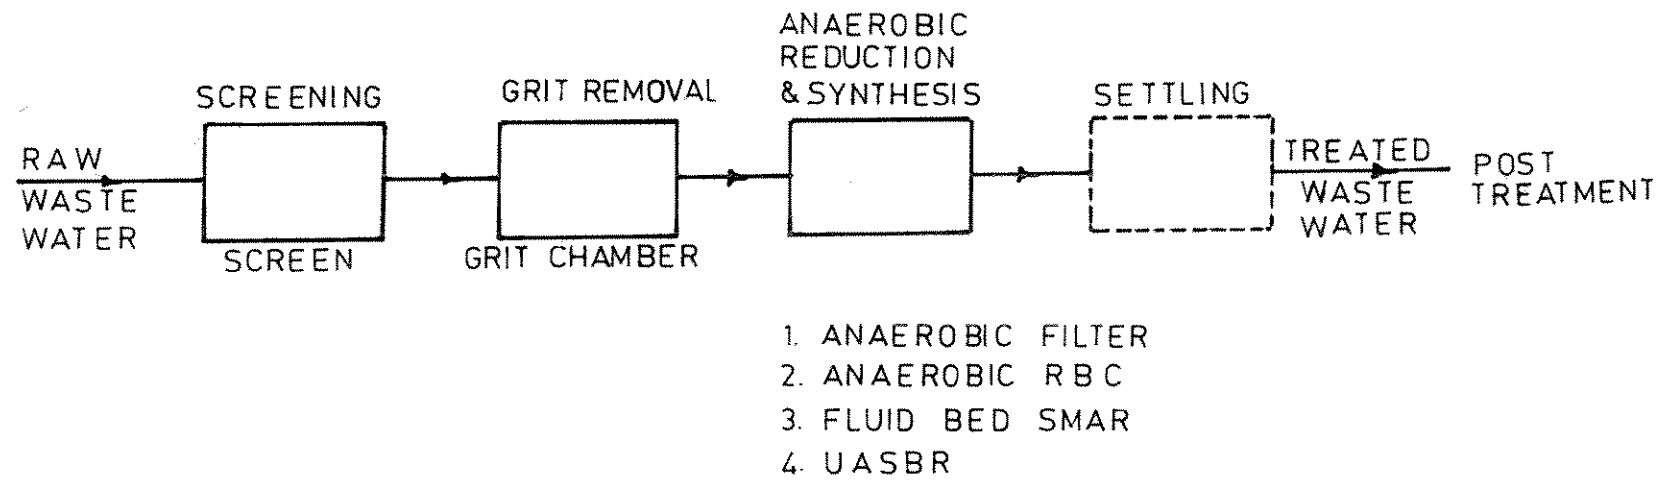 ANAEROBIC
REDUCTION
& SYNTHESIS
SCREENING
GRIT REMOVAL
SETTLING
RAW
WASTE
WATER
SCREEN
GRIT CHAMBER
TREATED
WASTE
WATER
POST
TREATMENT
1. ANAEROBIC FILTER
2. ANAEROBIC RBC
3. FLUID BED SMAR
4. UASBR